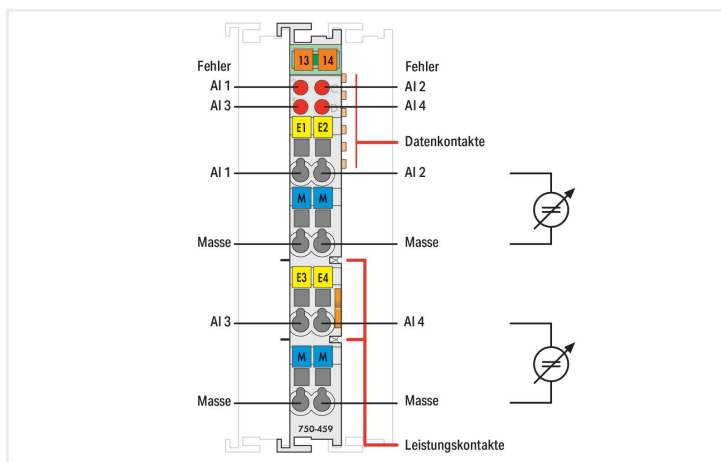 13 14
Fehler Fehler
AI 1 AI 2
AI 3 AI 4
E1 E2
Datenkontakte
AI 1 AI 2
M M
Masse Masse
E3 E4
AI 3 AI 4
M M
Masse Masse
750-459
Leistungskontakte